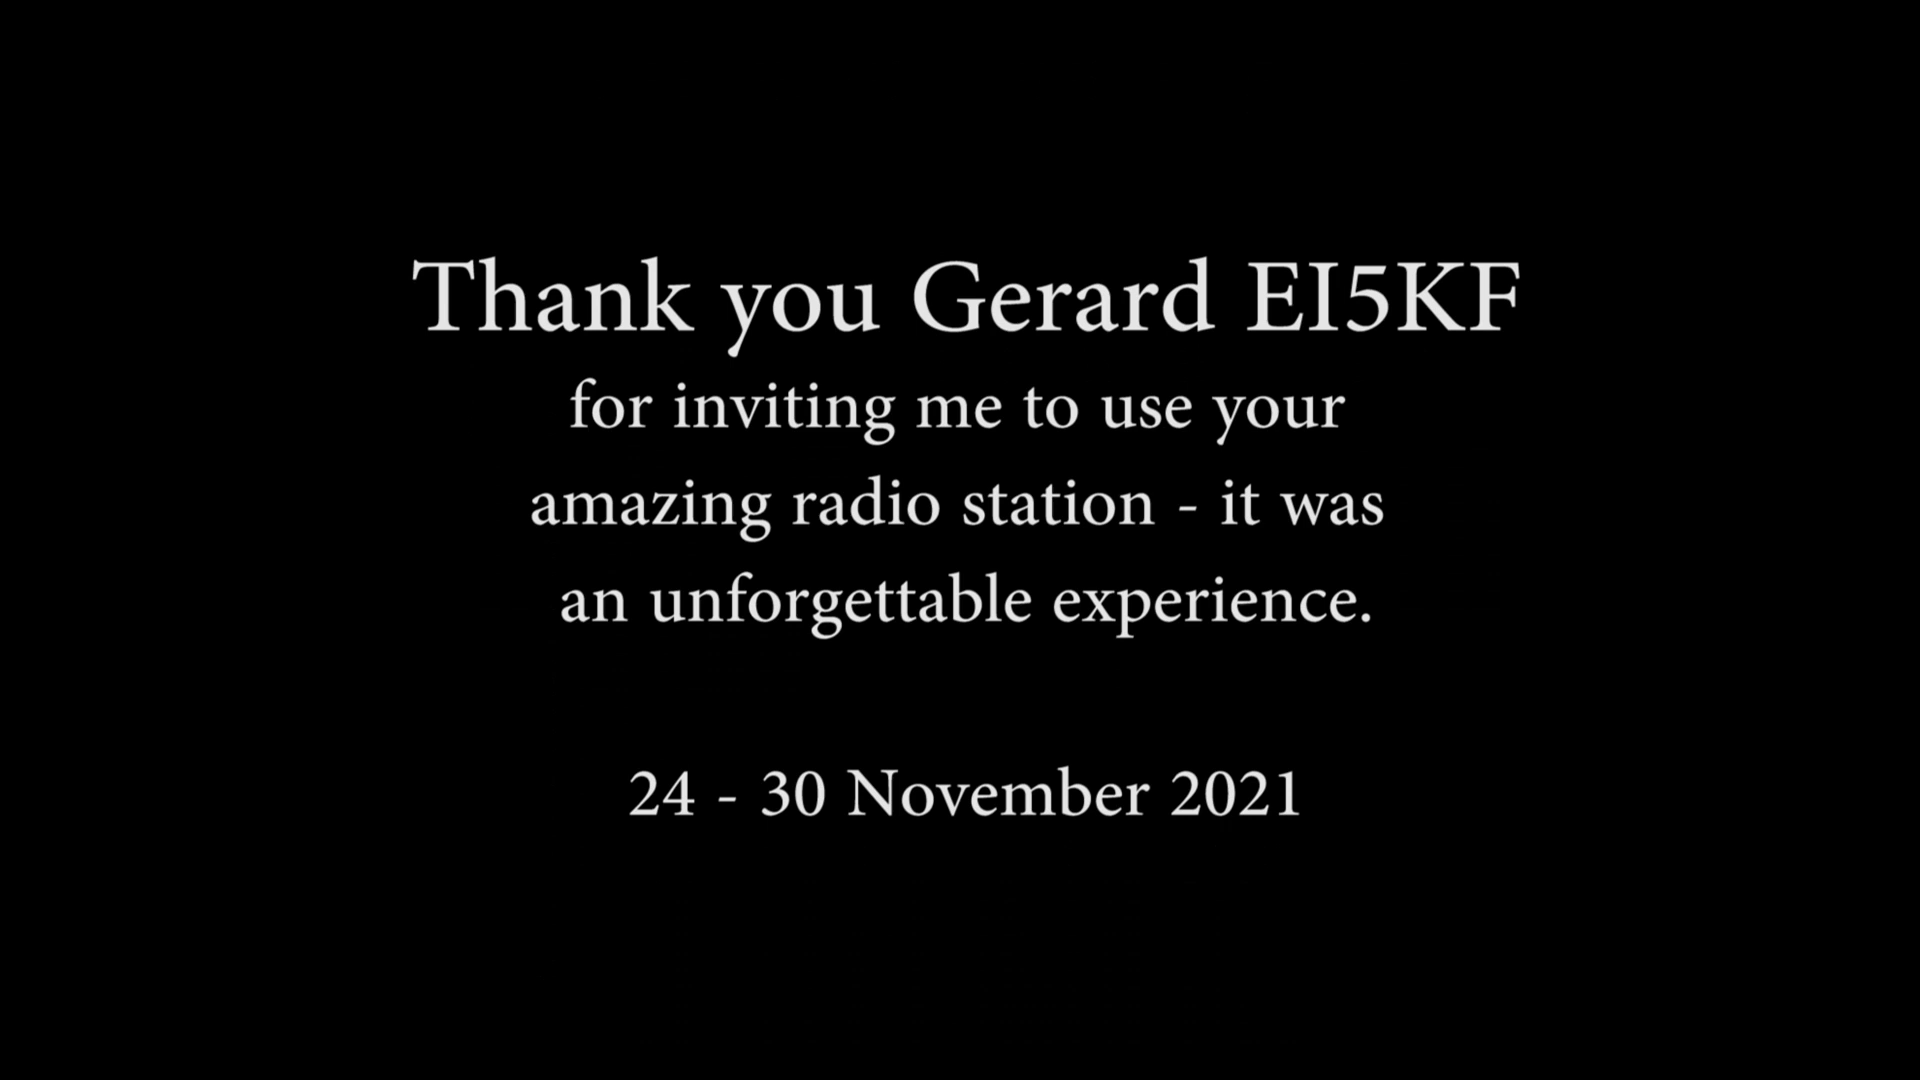 Thank you Gerard EI5KF
for inviting me to use your
amazing radio station - it was
an unforgettable experience.
24 - 30 November 2021